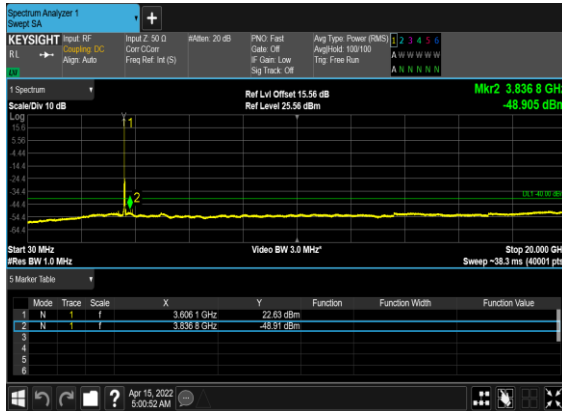 Spectrum Analyzer 1
Swept SA
+
KEYSIGHT
RL
Input: RF
Coupling: DC
Align: Auto
Input Z: 50 Ω
Corr CCorr
Freq Ref: Int (S)
#Atten: 20 dB
PNO: Fast
Gate: Off
IF Gain: Low
Sig Track: Off
Avg Type: Power (RMS)
Avg|Hold: 100/100
Trig: Free Run
1 2 3 4 5 6
A W W W W W
A N N N N N
1 Spectrum
Scale/Div 10 dB
Ref Lvl Offset 15.56 dB
Ref Level 25.56 dBm
Mkr2 3.836 8 GHz
-48.905 dBm
Log
15.6
5.56
-4.44
-14.4
-24.4
-34.4
-44.4
-54.4
-64.4
1
2
DL1 -40.00 dBm
Start 30 MHz
#Res BW 1.0 MHz
Video BW 3.0 MHz*
Stop 20.000 GHz
Sweep ~38.3 ms (40001 pts)
5 Marker Table
Mode Trace Scale X Y Function Function Width Function Value
1 N 1 f 3.606 1 GHz 22.63 dBm
2 N 1 f 3.836 8 GHz -48.91 dBm
3
4
5
6
?
Apr 15, 2022
5:00:52 AM